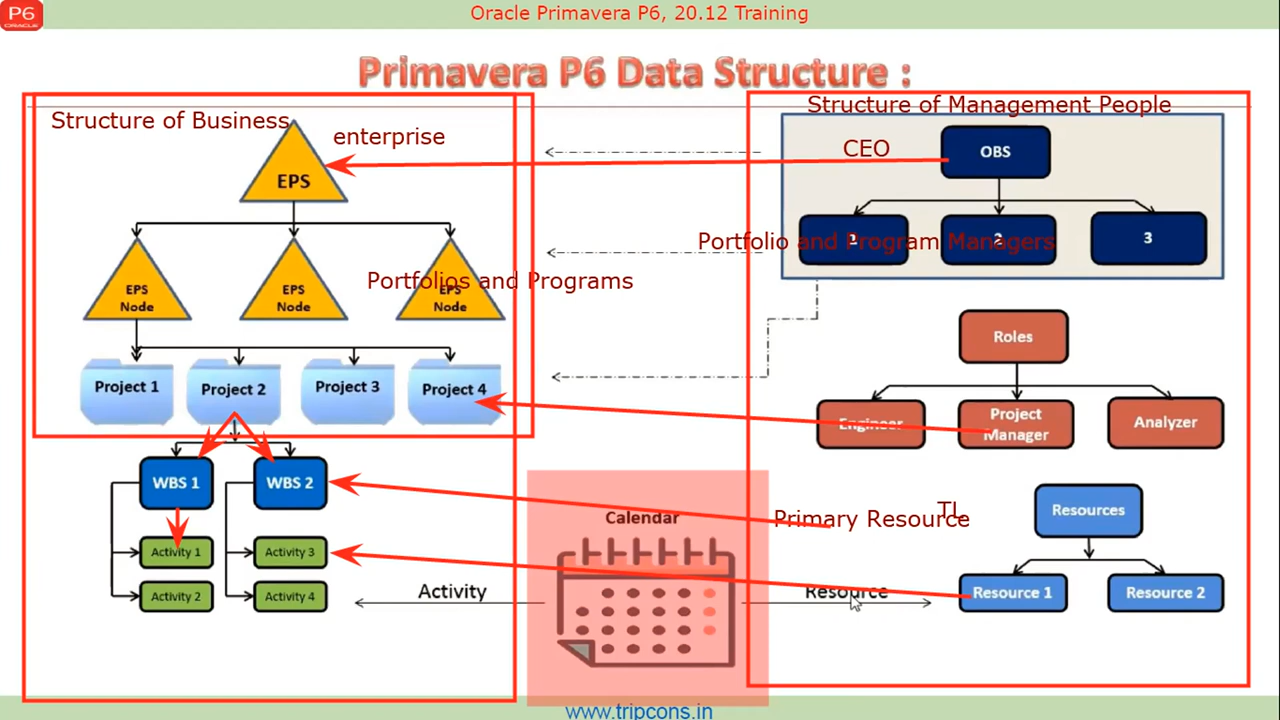 P6
ORACLE
Oracle Primavera P6, 20.12 Training
Primavera P6 Data Structure :
Structure of Business
enterprise
EPS
EPS
Node
EPS
Node
EPS
Node
Portfolios and Programs
Project 1
Project 2
Project 3
Project 4
WBS 1
WBS 2
Activity 1
Activity 3
Activity 2
Activity 4
Calendar
Activity
Resource
Structure of Management People
CEO
OBS
Portfolio and Program Managers
1
2
3
Roles
Engineer
Project
Manager
Analyzer
Primary Resource
TL
Resources
Resource 1
Resource 2
www.tripcons.in